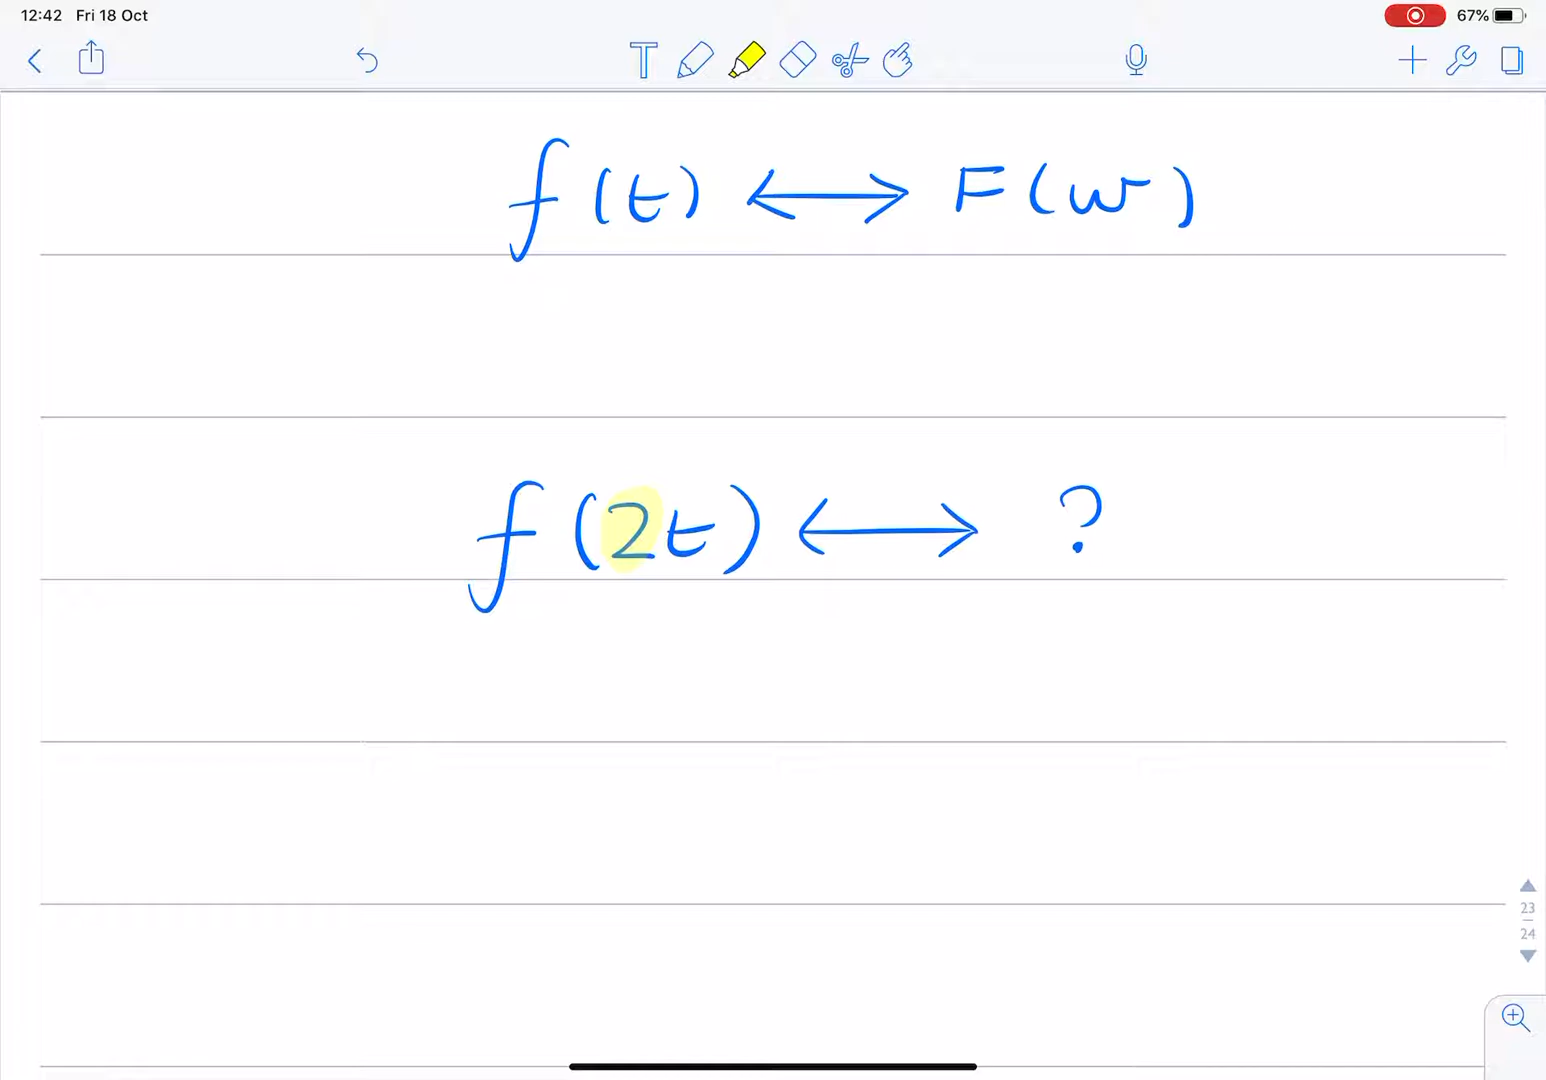 12:42 Fri 18 Oct 67%
T
f(t) ⟷ F(w)
f(2t) ⟷ ?
23
24